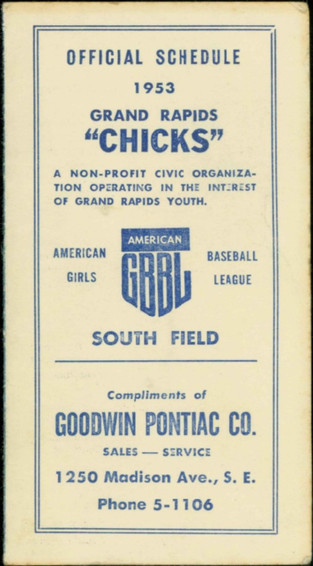 OFFICIAL SCHEDULE
1953
GRAND RAPIDS
“CHICKS”
A NON-PROFIT CIVIC ORGANIZA-
TION OPERATING IN THE INTEREST
OF GRAND RAPIDS YOUTH.
AMERICAN
GIRLS
AMERICAN
GBBL
BASEBALL
LEAGUE
SOUTH FIELD
Compliments of
GOODWIN PONTIAC CO.
SALES — SERVICE
1250 Madison Ave., S. E.
Phone 5-1106